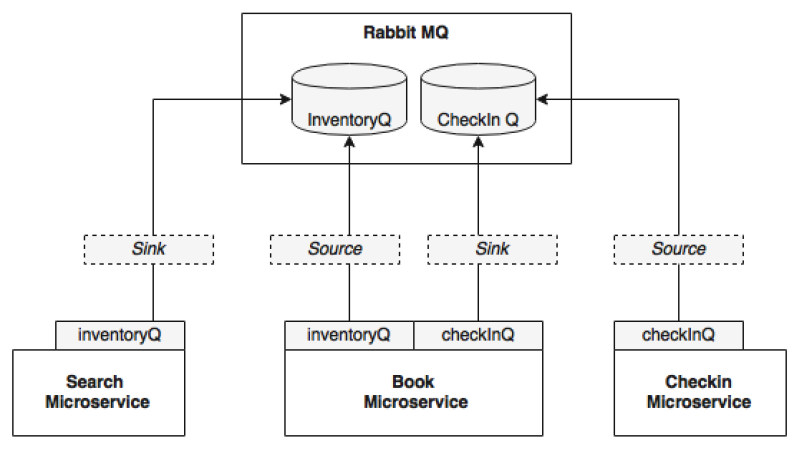 Rabbit MQ
InventoryQ
CheckIn Q
Sink
Source
Sink
Source
inventoryQ
inventoryQ
checkInQ
checkInQ
Search
Microservice
Book
Microservice
Checkin
Microservice